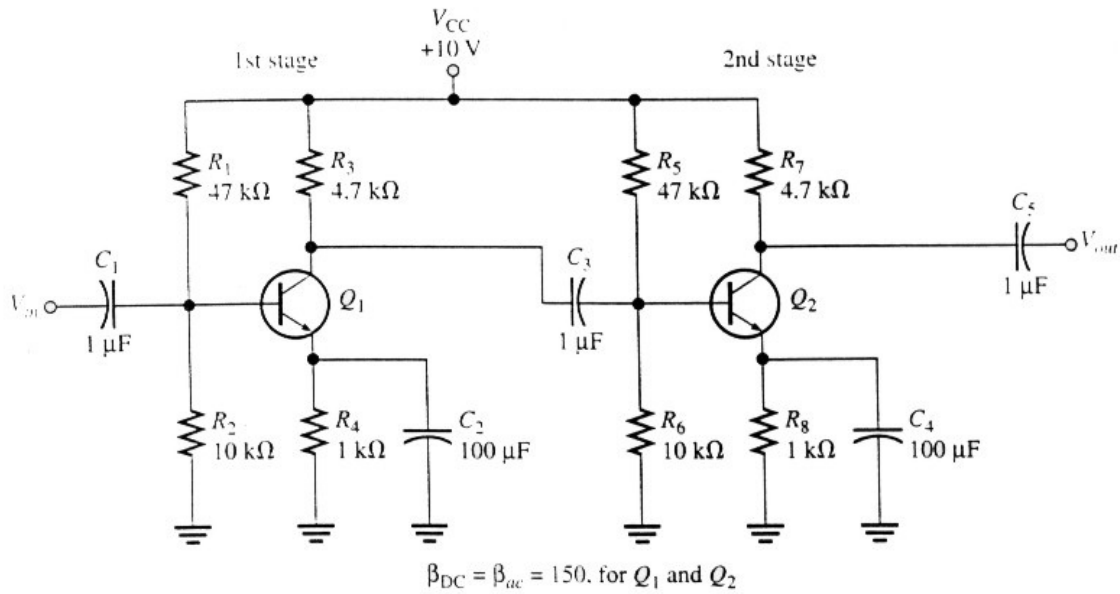 V_CC
+10 V
1st stage
2nd stage
R_1
47 kΩ
R_3
4.7 kΩ
R_5
47 kΩ
R_7
4.7 kΩ
C_1
1 μF
V_in
Q_1
C_3
1 μF
Q_2
C_5
1 μF
V_out
R_2
10 kΩ
R_4
1 kΩ
C_2
100 μF
R_6
10 kΩ
R_8
1 kΩ
C_4
100 μF
β_DC = β_ac = 150, for Q_1 and Q_2